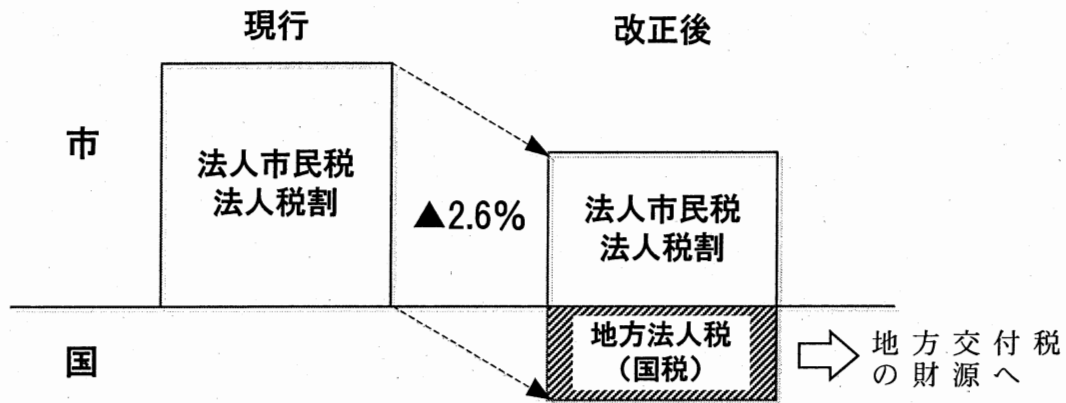 現行
改正後
市
法人市民税
法人税割
▲2.6%
法人市民税
法人税割
国
地方法人税
（国税）
地方交付税
の財源へ